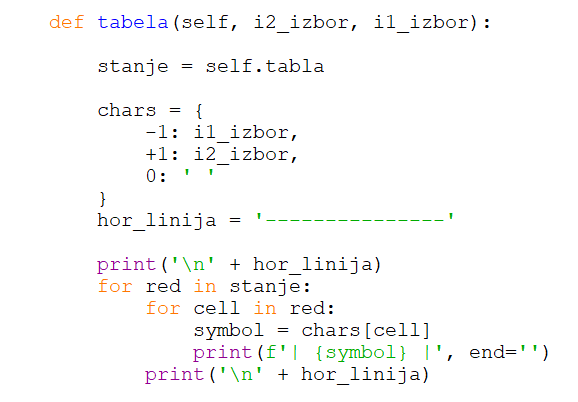 def tabela(self, i2_izbor, i1_izbor):
stanje = self.tabla
chars = {
-1: i1_izbor,
+1: i2_izbor,
0: ' '
}
hor_linija = '---------------'
print('\n' + hor_linija)
for red in stanje:
for cell in red:
symbol = chars[cell]
print(f'| {symbol} |', end='')
print('\n' + hor_linija)